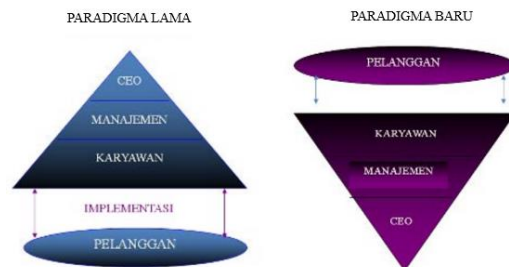 PARADIGMA LAMA
CEO
MANAJEMEN
KARYAWAN
IMPLEMENTASI
PELANGGAN
PARADIGMA BARU
PELANGGAN
KARYAWAN
MANAJEMEN
CEO